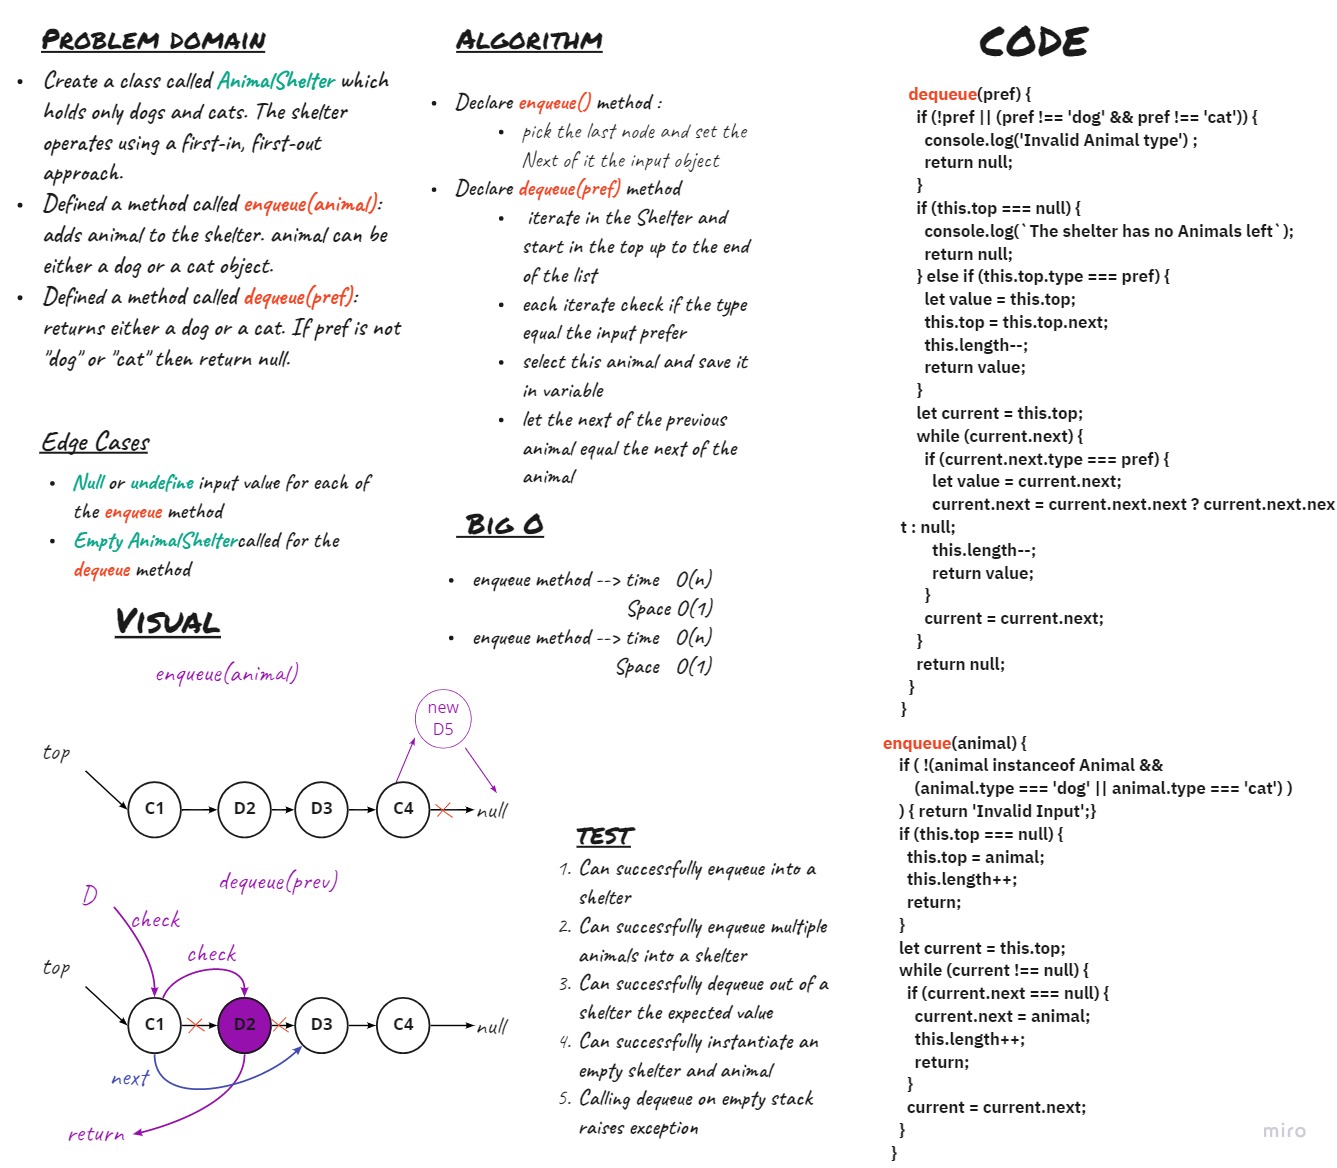 PROBLEM DOMAIN
• Create a class called AnimalShelter which
holds only dogs and cats. The shelter
operates using a first-in, first-out
approach.
• Defined a method called enqueue(animal):
adds animal to the shelter. animal can be
either a dog or a cat object.
• Defined a method called dequeue(pref):
returns either a dog or a cat. If pref is not
"dog" or "cat" then return null.
Edge Cases
• Null or undefine input value for each of
the enqueue method
• Empty AnimalSheltercalled for the
dequeue method
VISUAL
enqueue(animal)
new
D5
top
C1
D2
D3
C4
null
dequeue(prev)
D
check
check
top
C1
D2
D3
C4
null
next
return
ALGORITHM
• Declare enqueue() method :
• pick the last node and set the
Next of it the input object
• Declare dequeue(pref) method
• iterate in the Shelter and
start in the top up to the end
of the list
• each iterate check if the type
equal the input prefer
• select this animal and save it
in variable
• let the next of the previous
animal equal the next of the
animal
BIG O
• enqueue method --> time O(n)
Space O(1)
• enqueue method --> time O(n)
Space O(1)
TEST
1. Can successfully enqueue into a
shelter
2. Can successfully enqueue multiple
animals into a shelter
3. Can successfully dequeue out of a
shelter the expected value
4. Can successfully instantiate an
empty shelter and animal
5. Calling dequeue on empty stack
raises exception
CODE
dequeue(pref) {
if (!pref || (pref !== 'dog' && pref !== 'cat')) {
console.log('Invalid Animal type') ;
return null;
}
if (this.top === null) {
console.log(`The shelter has no Animals left`);
return null;
} else if (this.top.type === pref) {
let value = this.top;
this.top = this.top.next;
this.length--;
return value;
}
let current = this.top;
while (current.next) {
if (current.next.type === pref) {
let value = current.next;
current.next = current.next.next ? current.next.nex
t : null;
this.length--;
return value;
}
current = current.next;
}
return null;
}
}
enqueue(animal) {
if ( !(animal instanceof Animal &&
(animal.type === 'dog' || animal.type === 'cat') )
) { return 'Invalid Input';}
if (this.top === null) {
this.top = animal;
this.length++;
return;
}
let current = this.top;
while (current !== null) {
if (current.next === null) {
current.next = animal;
this.length++;
return;
}
current = current.next;
}
}
miro